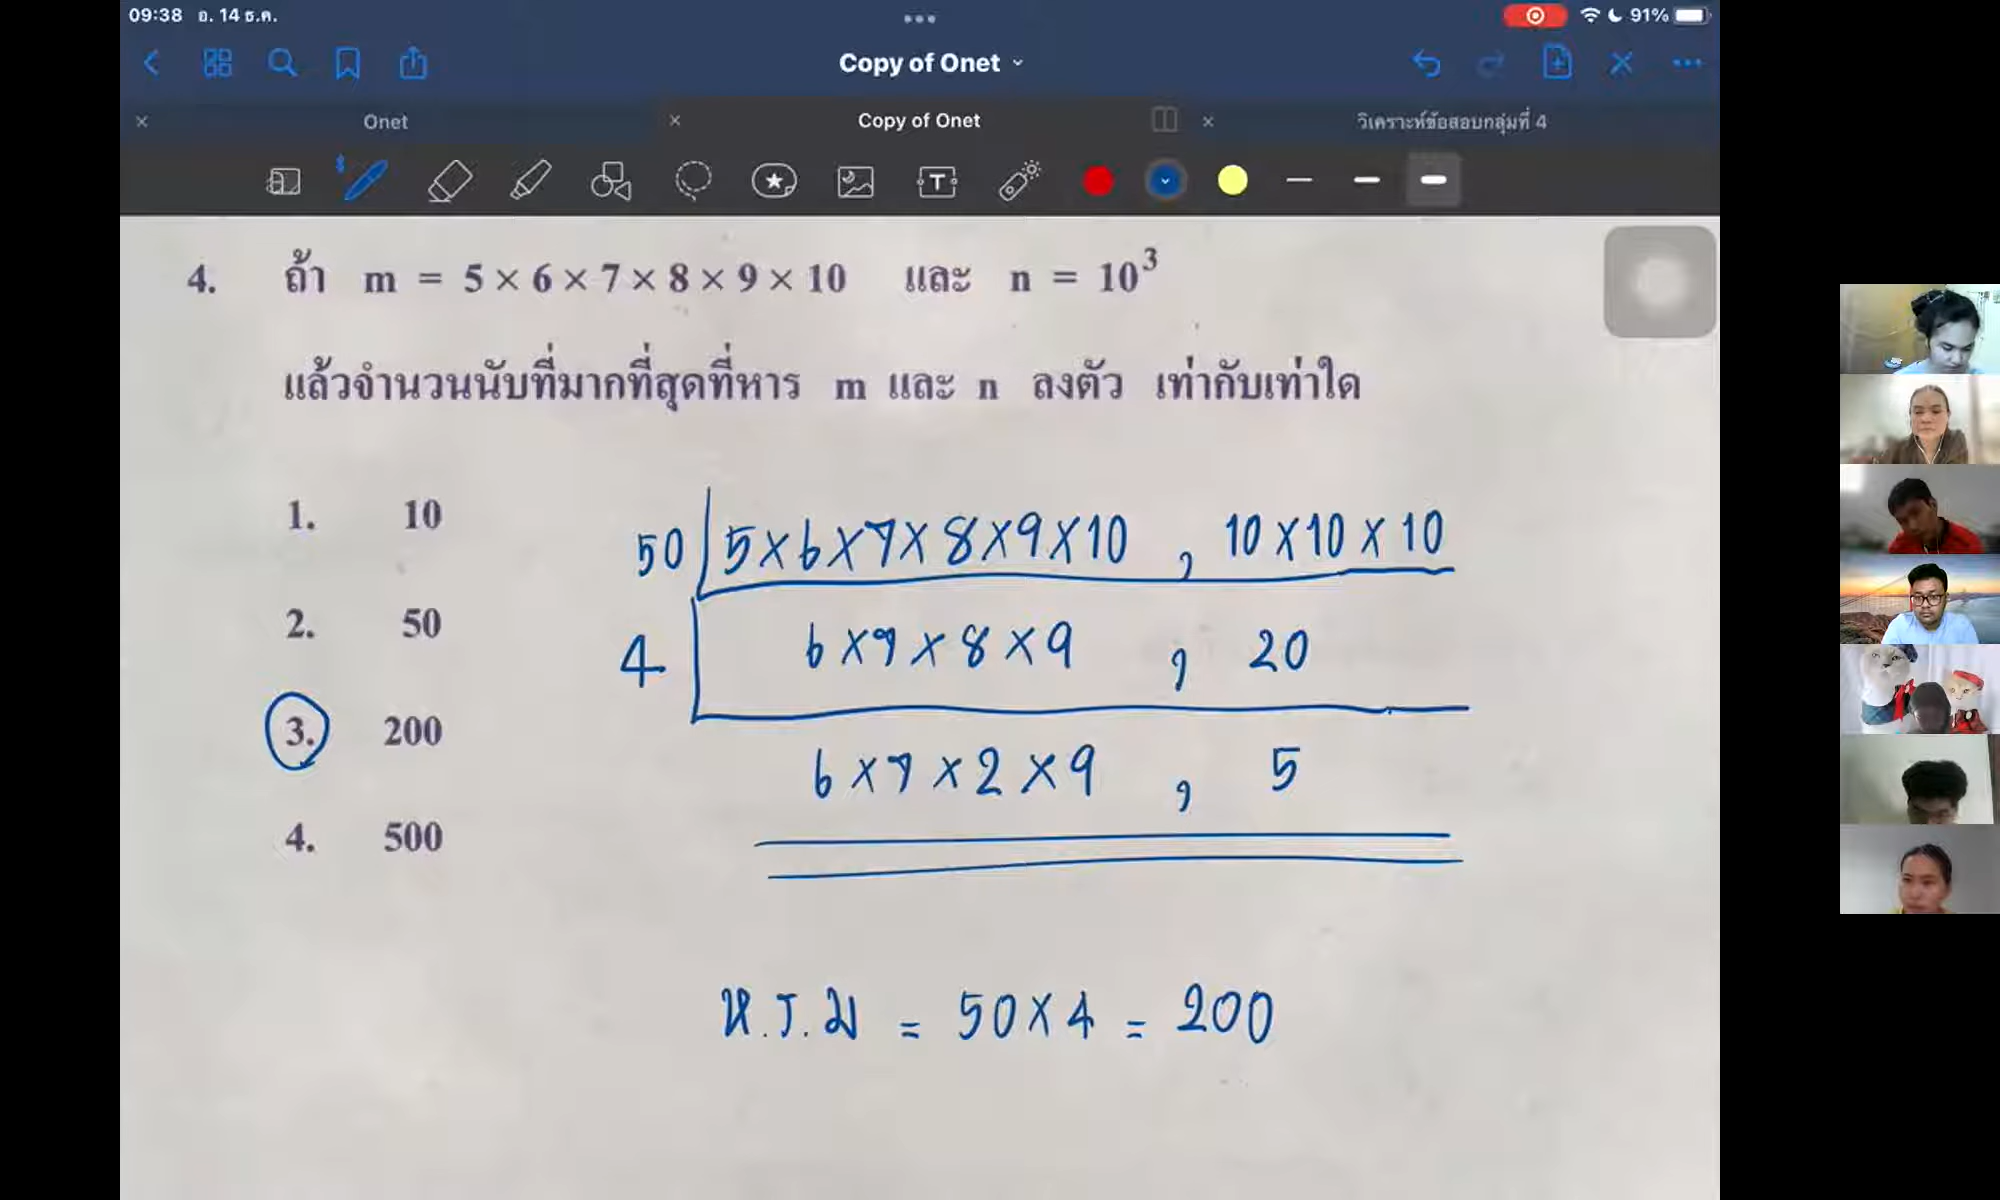 09:38 อ. 14 ธ.ค. 91%
Copy of Onet
Onet Copy of Onet วิเคราะห์ข้อสอบกลุ่มที่ 4
T
4. ถ้า m = 5 × 6 × 7 × 8 × 9 × 10 และ n = 10³
แล้วจำนวนนับที่มากที่สุดที่หาร m และ n ลงตัว เท่ากับเท่าใด
1. 10
2. 50
3. 200
4. 500
50 5×6×7×8×9×10 , 10×10×10
4 6×7×8×9 , 20
6×7×2×9 , 5
ห.ร.ม = 50×4 = 200